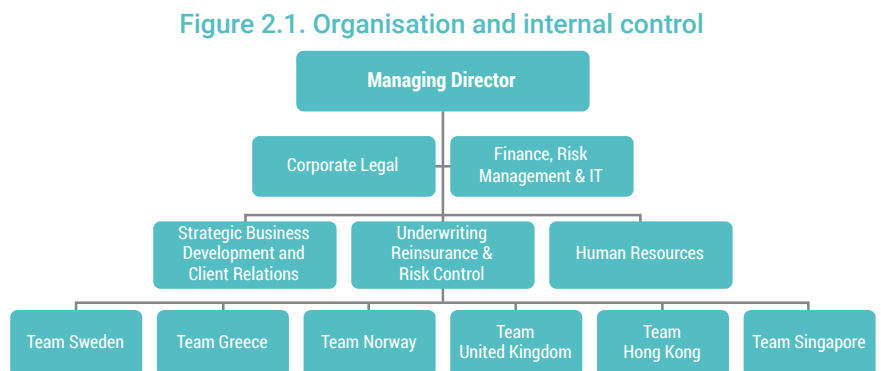 Figure 2.1. Organisation and internal control
Managing Director
Corporate Legal
Finance, Risk
Management & IT
Strategic Business
Development and
Client Relations
Underwriting
Reinsurance &
Risk Control
Human Resources
Team Sweden
Team Greece
Team Norway
Team
United Kingdom
Team
Hong Kong
Team Singapore